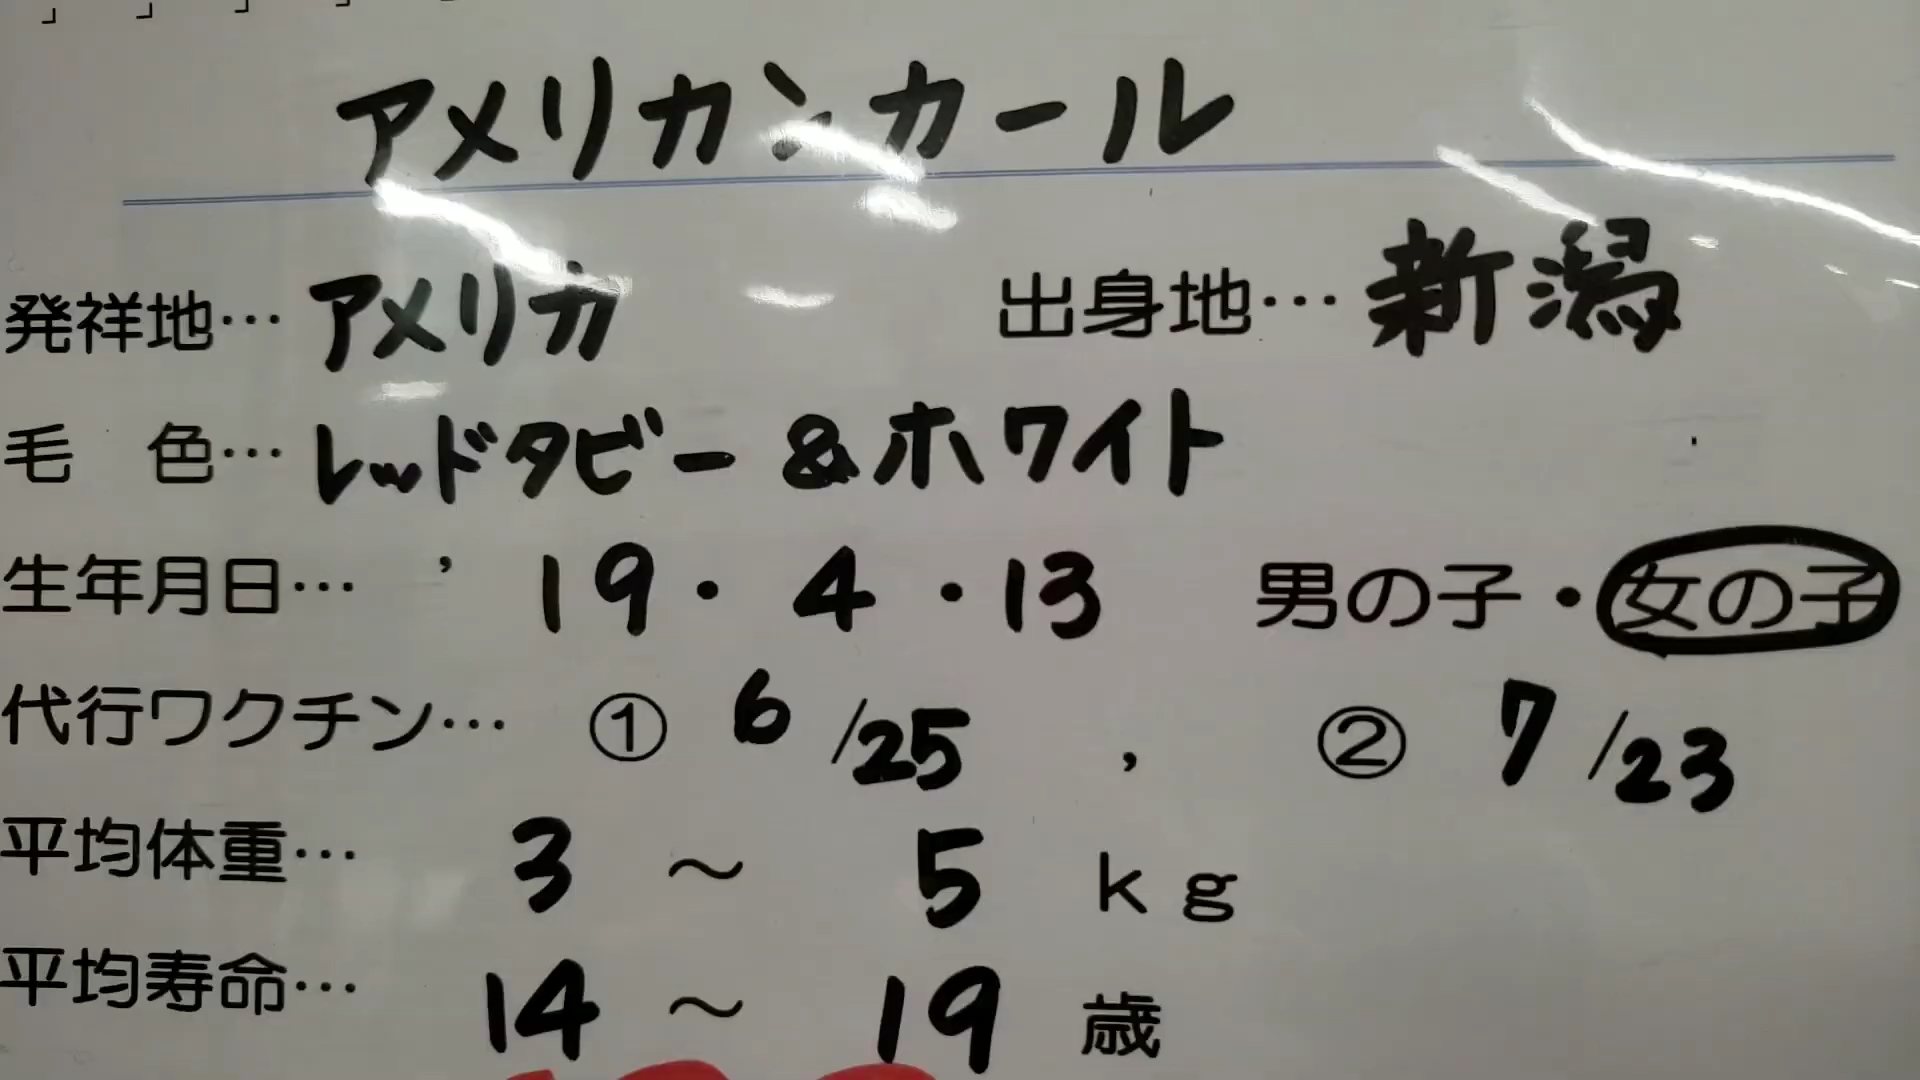 アメリカンカール
発祥地… アメリカ 出身地… 新潟
毛 色… レッドタビー&ホワイト
生年月日… ’19・4・13 男の子・女の子
代行ワクチン… ① 6/25 , ② 7/23
平均体重… 3 ~ 5 kg
平均寿命… 14 ~ 19 歳